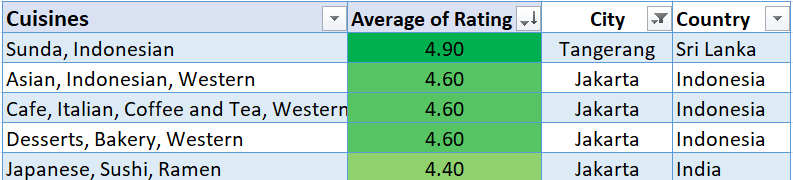 Cuisines Average of Rating City Country
Sunda, Indonesian 4.90 Tangerang Sri Lanka
Asian, Indonesian, Western 4.60 Jakarta Indonesia
Cafe, Italian, Coffee and Tea, Western 4.60 Jakarta Indonesia
Desserts, Bakery, Western 4.60 Jakarta Indonesia
Japanese, Sushi, Ramen 4.40 Jakarta India